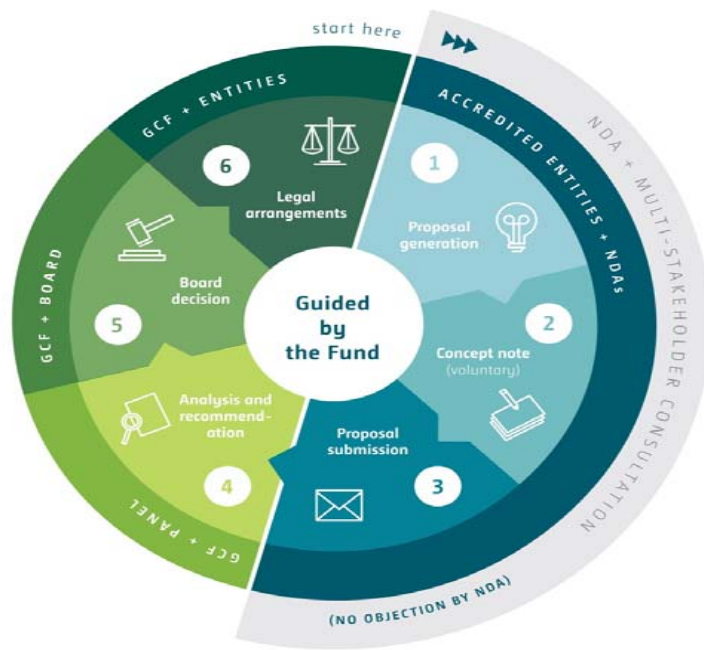 start here
ACCREDITED ENTITIES + NDAs
NDA + MULTI-STAKEHOLDER CONSULTATION
(NO OBJECTION BY NDA)
1
Proposal
generation
2
Concept note
(voluntary)
3
Proposal
submission
GCF + PANEL
4
Analysis and
recommend-
ation
GCF + BOARD
5
Board
decision
GCF + ENTITIES
6
Legal
arrangements
Guided
by
the Fund